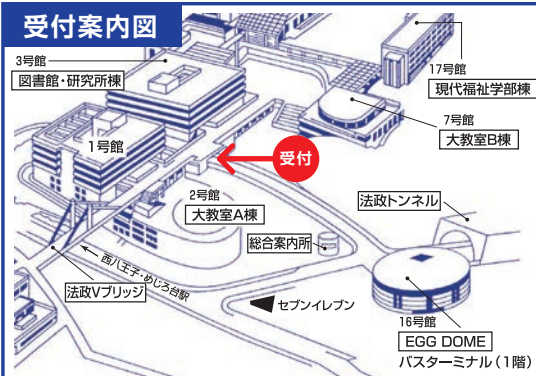 受付案内図
3号館
図書館・研究所棟
17号館
現代福祉学部棟
7号館
大教室B棟
1号館
受付
2号館
大教室A棟
法政トンネル
総合案内所
西八王子・めじろ台駅
法政Vブリッジ
セブンイレブン
16号館
EGG DOME
バスターミナル（1階）